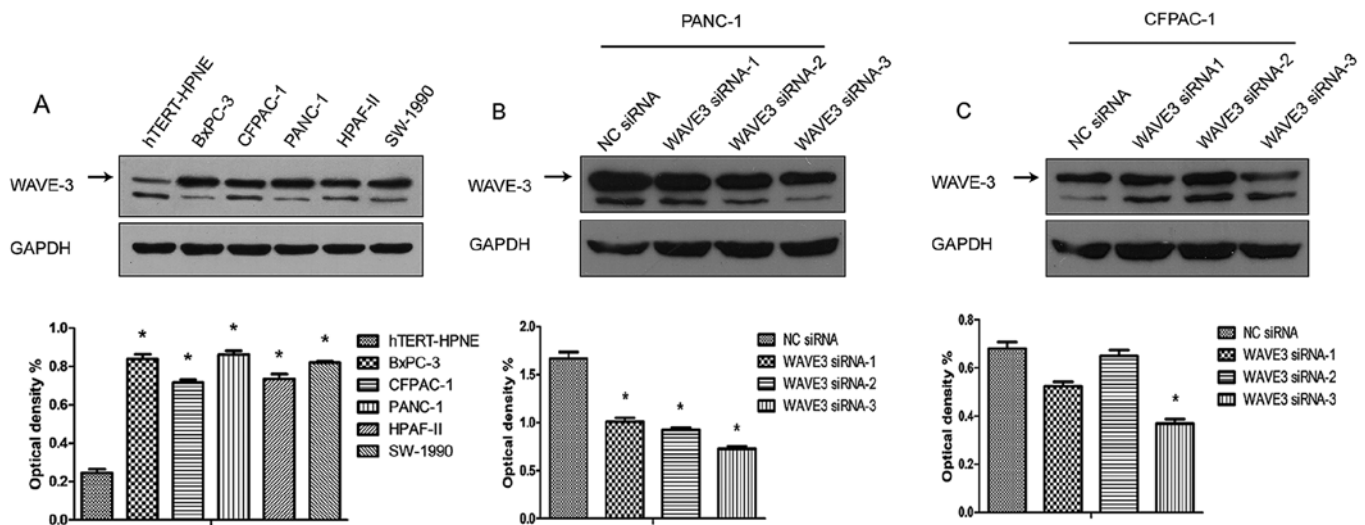 A
hTERT-HPNE
BxPC-3
CFPAC-1
PANC-1
HPAF-II
SW-1990
WAVE-3
GAPDH
Optical density %
1.0
0.8
0.6
0.4
0.2
0.0
*
*
*
*
*
hTERT-HPNE
BxPC-3
CFPAC-1
PANC-1
HPAF-II
SW-1990
B
PANC-1
NC siRNA
WAVE3 siRNA-1
WAVE3 siRNA-2
WAVE3 siRNA-3
WAVE-3
GAPDH
Optical density %
2.0
1.5
1.0
0.5
0.0
*
*
*
NC siRNA
WAVE3 siRNA-1
WAVE3 siRNA-2
WAVE3 siRNA-3
C
CFPAC-1
NC siRNA
WAVE3 siRNA1
WAVE3 siRNA-2
WAVE3 siRNA-3
WAVE-3
GAPDH
Optical density %
0.8
0.6
0.4
0.2
0.0
*
NC siRNA
WAVE3 siRNA-1
WAVE3 siRNA-2
WAVE3 siRNA-3